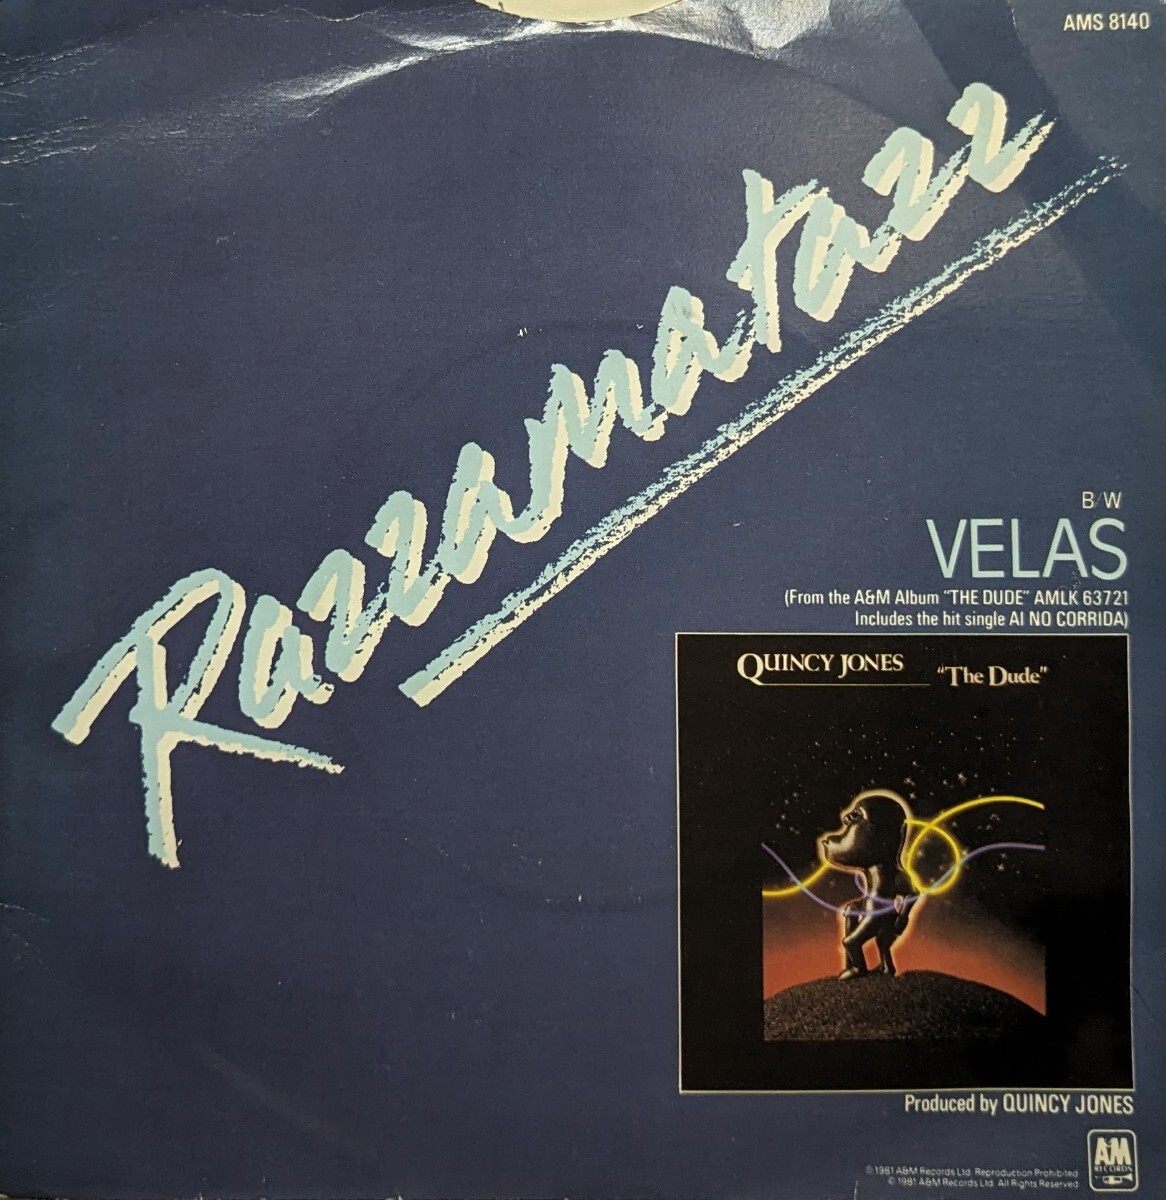 AMS 8140
Razzamatazz
B/W
VELAS
(From the A&M Album "THE DUDE" AMLK 63721
Includes the hit single AI NO CORRIDA)
QUINCY JONES "The Dude"
Produced by QUINCY JONES
A&M
RECORDS
℗ 1981 A&M Records Ltd. Reproduction Prohibited
© 1981 A&M Records Ltd. All Rights Reserved